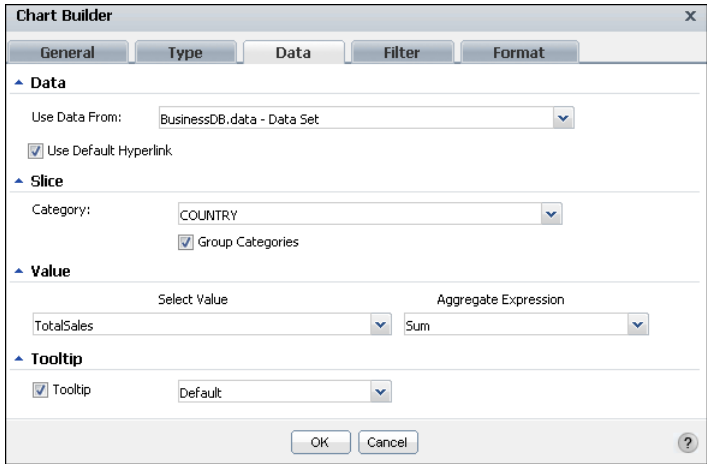 Chart Builder x
General Type Data Filter Format
Data
Use Data From: BusinessDB.data - Data Set
Use Default Hyperlink
Slice
Category: COUNTRY
Group Categories
Value
Select Value Aggregate Expression
TotalSales Sum
Tooltip
Tooltip Default
OK Cancel ?